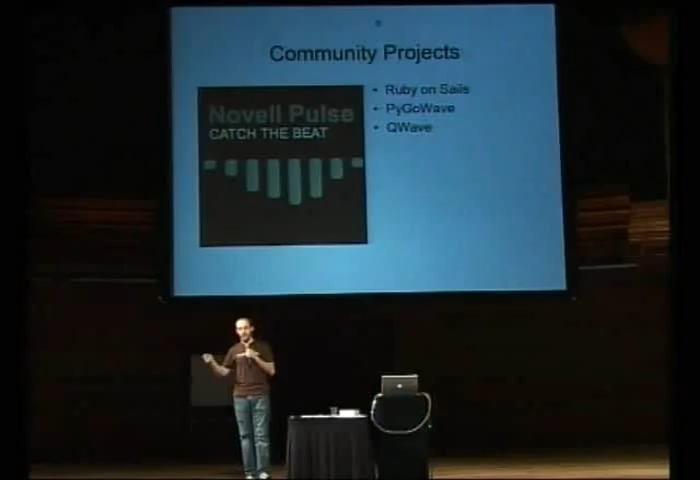 Community Projects
Novell Pulse
CATCH THE BEAT
• Ruby on Sails
• PyGoWave
• QWave